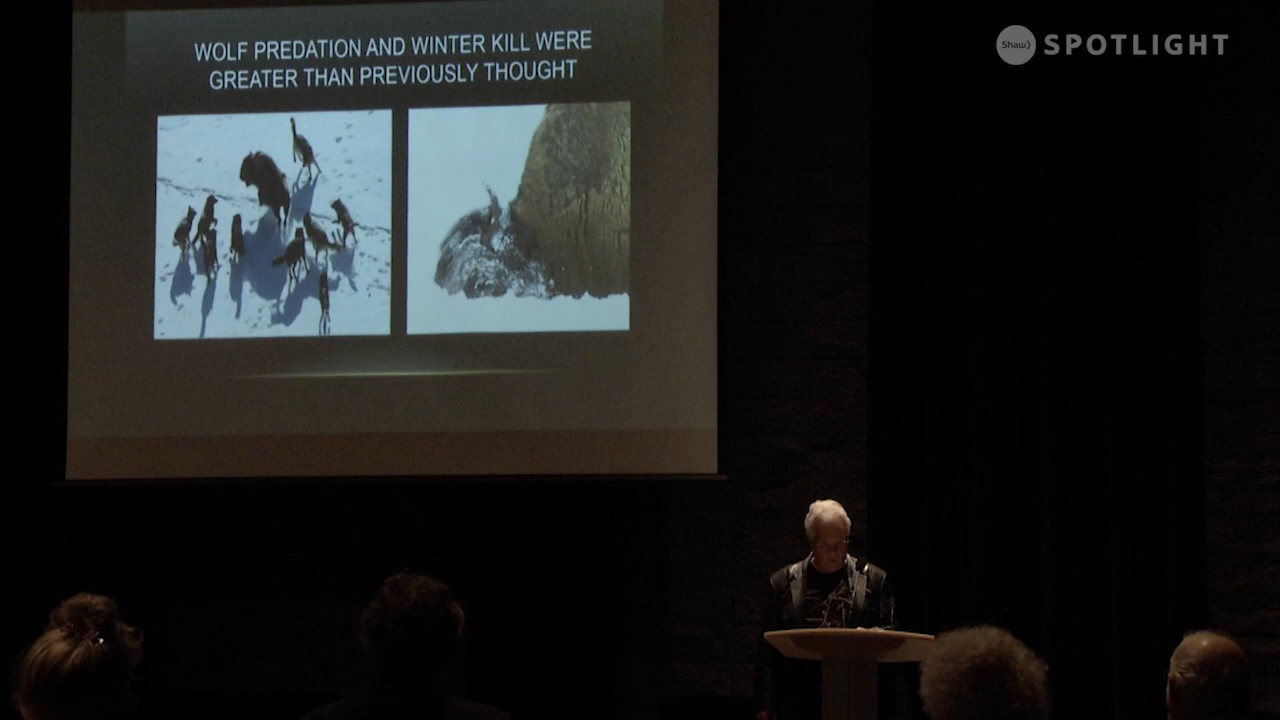 WOLF PREDATION AND WINTER KILL WERE
GREATER THAN PREVIOUSLY THOUGHT
Shaw) SPOTLIGHT